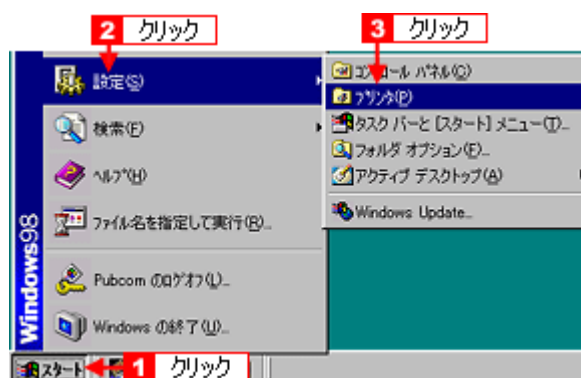 2 クリック
3 クリック
設定(S)
検索(F)
ヘルプ(H)
ファイル名を指定して実行(R)...
Pubcom のログオフ(L)...
Windows の終了(U)...
Windows98
コントロール パネル(C)
プリンタ(P)
タスク バーと [スタート] メニュー(T)...
フォルダ オプション(F)...
アクティブ デスクトップ(A)
Windows Update...
スタート
1 クリック